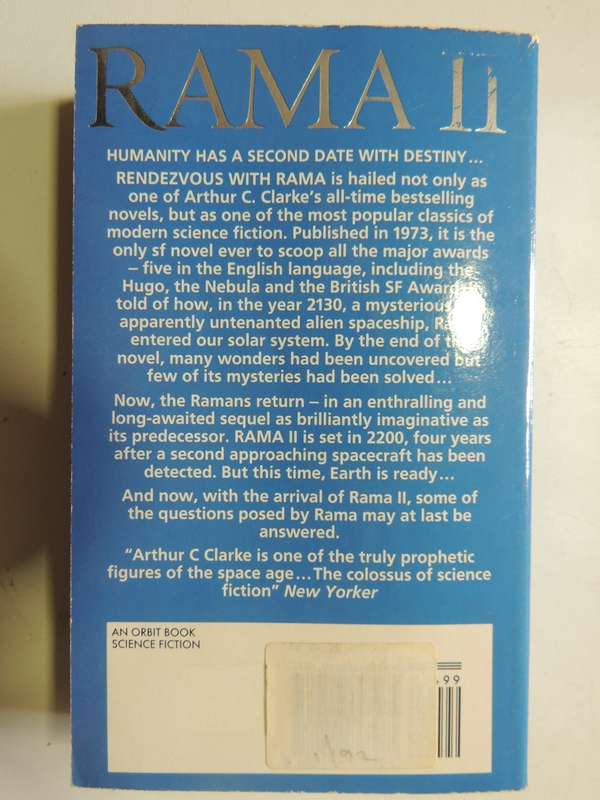 RAMA II
HUMANITY HAS A SECOND DATE WITH DESTINY...
RENDEZVOUS WITH RAMA is hailed not only as
one of Arthur C. Clarke's all-time bestselling
novels, but as one of the most popular classics of
modern science fiction. Published in 1973, it is the
only sf novel ever to scoop all the major awards
– five in the English language, including the
Hugo, the Nebula and the British SF
told of how, in the year 2130, a mysterious
apparently untenanted alien spaceship,
entered our solar system. By the end of
novel, many wonders had been uncovered but
few of its mysteries had been solved...
Now, the Ramans return – in an enthralling and
long-awaited sequel as brilliantly imaginative as
its predecessor. RAMA II is set in 2200, four years
after a second approaching spacecraft has been
detected. But this time, Earth is ready...
And now, with the arrival of Rama II, some of
the questions posed by Rama may at last be
answered.
"Arthur C Clarke is one of the truly prophetic
figures of the space age...The colossus of science
fiction" New Yorker
AN ORBIT BOOK
SCIENCE FICTION
99